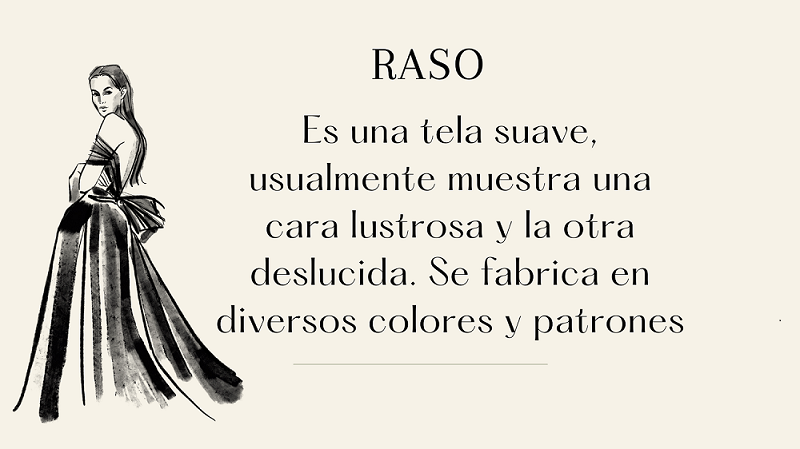 RASO
Es una tela suave,
usualmente muestra una
cara lustrosa y la otra
deslucida. Se fabrica en
diversos colores y patrones